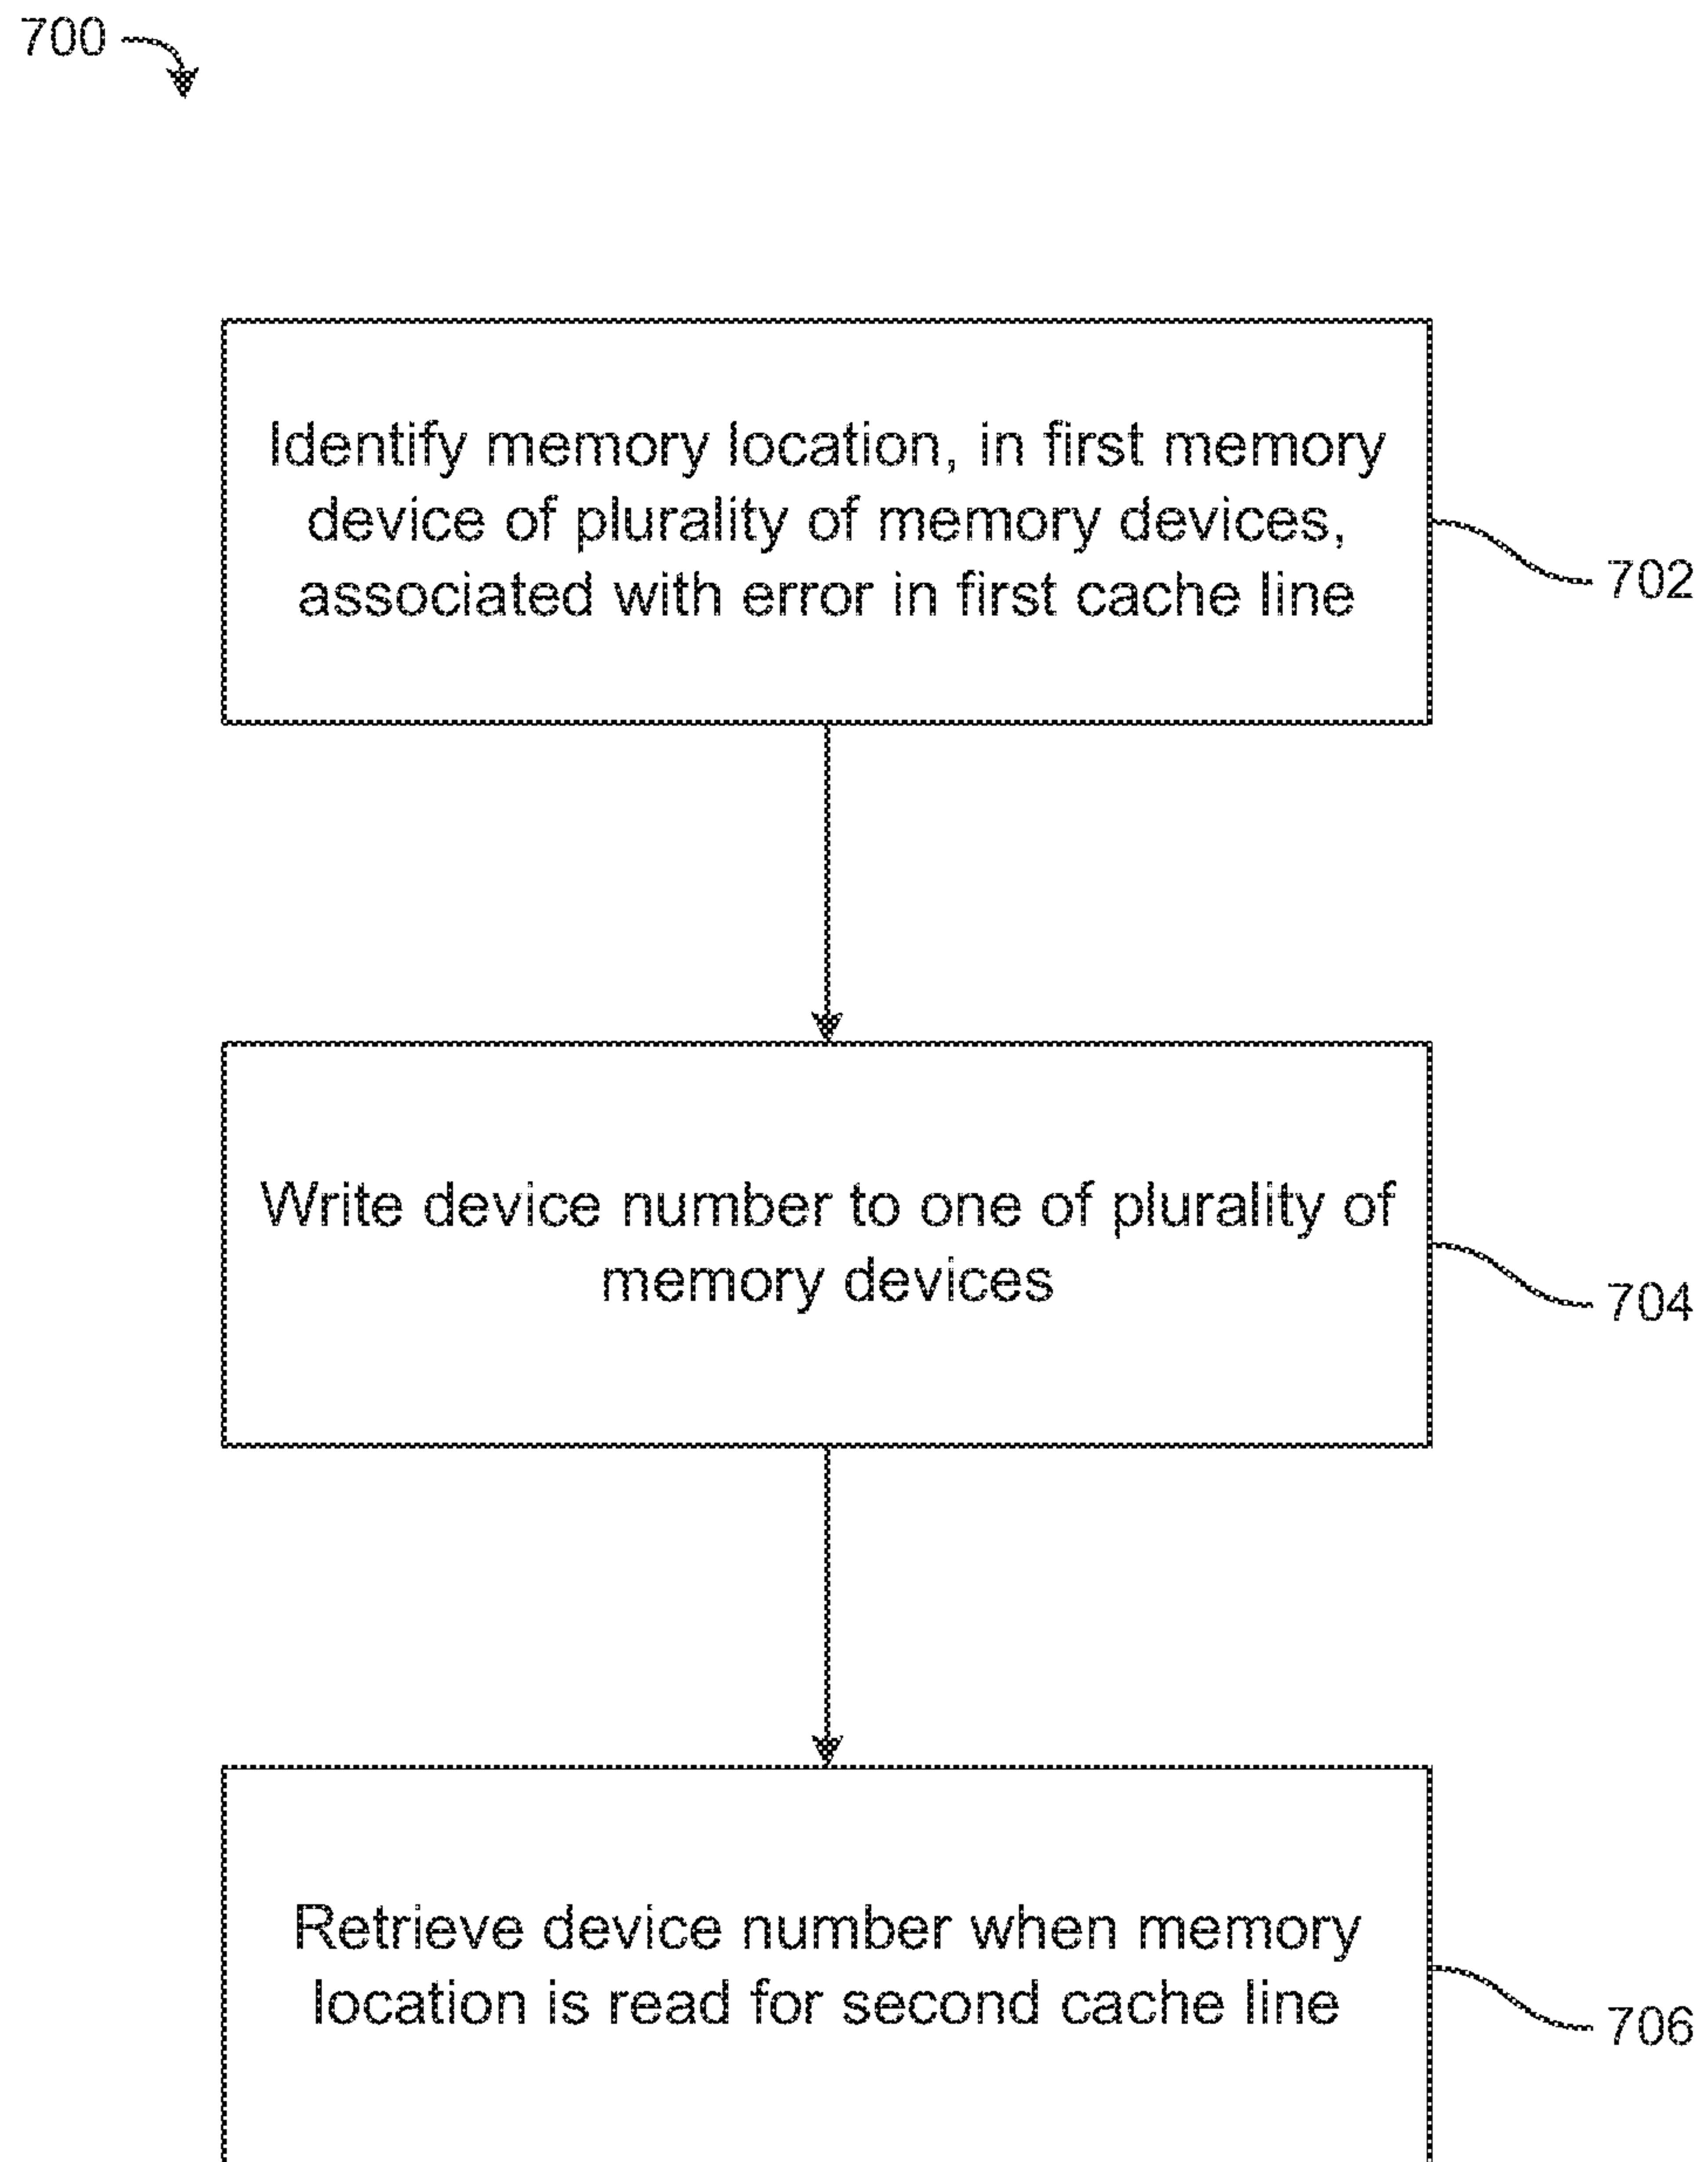 700
Identify memory location, in first memory
device of plurality of memory devices,
associated with error in first cache line
702
Write device number to one of plurality of
memory devices
704
Retrieve device number when memory
location is read for second cache line
706